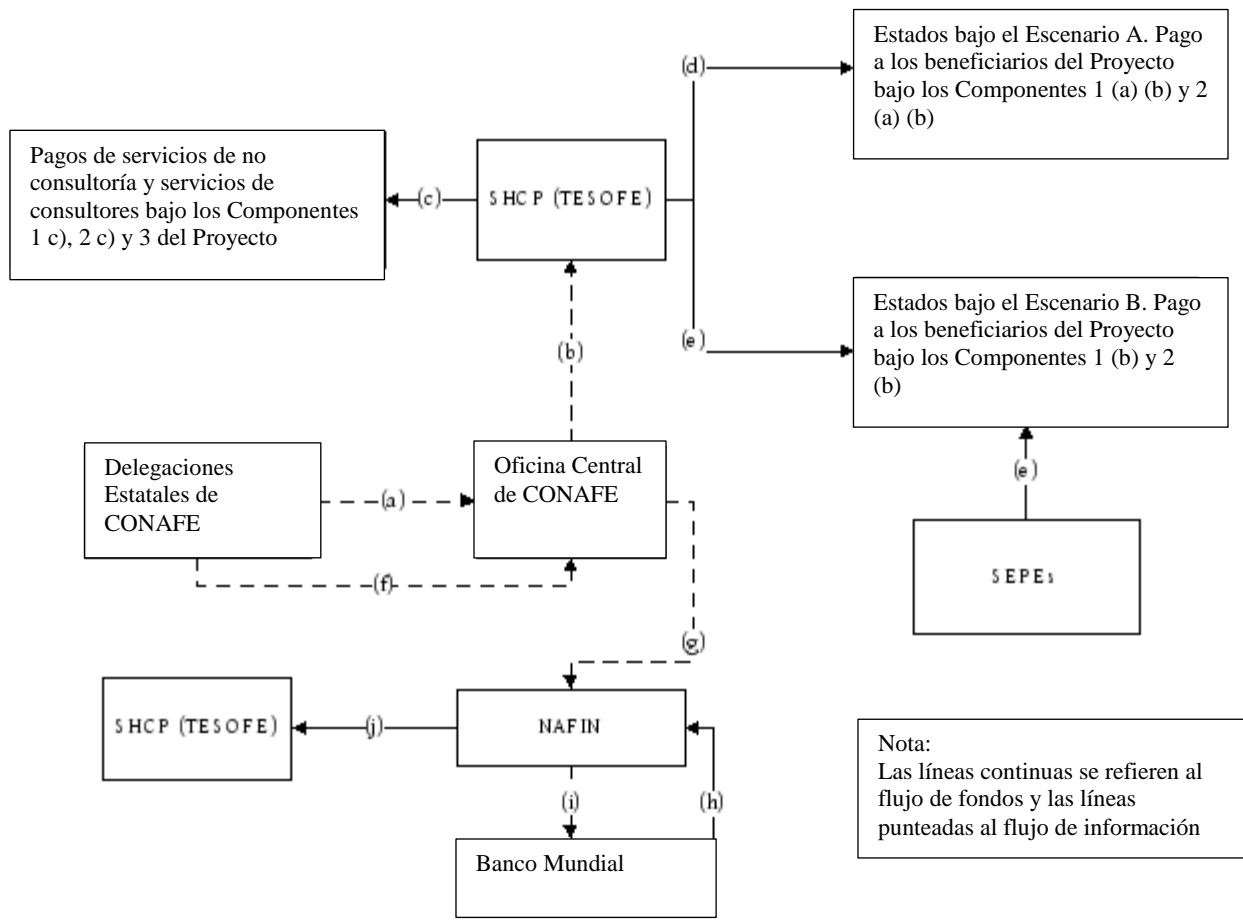 Estados bajo el Escenario A. Pago
a los beneficiarios del Proyecto
bajo los Componentes 1 (a) (b) y 2
(a) (b)
(d)
Pagos de servicios de no
consultoría y servicios de
consultores bajo los Componentes
1 c), 2 c) y 3 del Proyecto
(c)
SHCP (TESOFE)
Estados bajo el Escenario B. Pago
a los beneficiarios del Proyecto
bajo los Componentes 1 (b) y 2
(b)
(e)
(b)
Delegaciones
Estatales de
CONAFE
(a)
Oficina Central
de CONAFE
(e)
SEPEs
(f)
(g)
SHCP (TESOFE)
(j)
NAFIN
(i)
(h)
Banco Mundial
Nota:
Las líneas continuas se refieren al
flujo de fondos y las líneas
punteadas al flujo de información